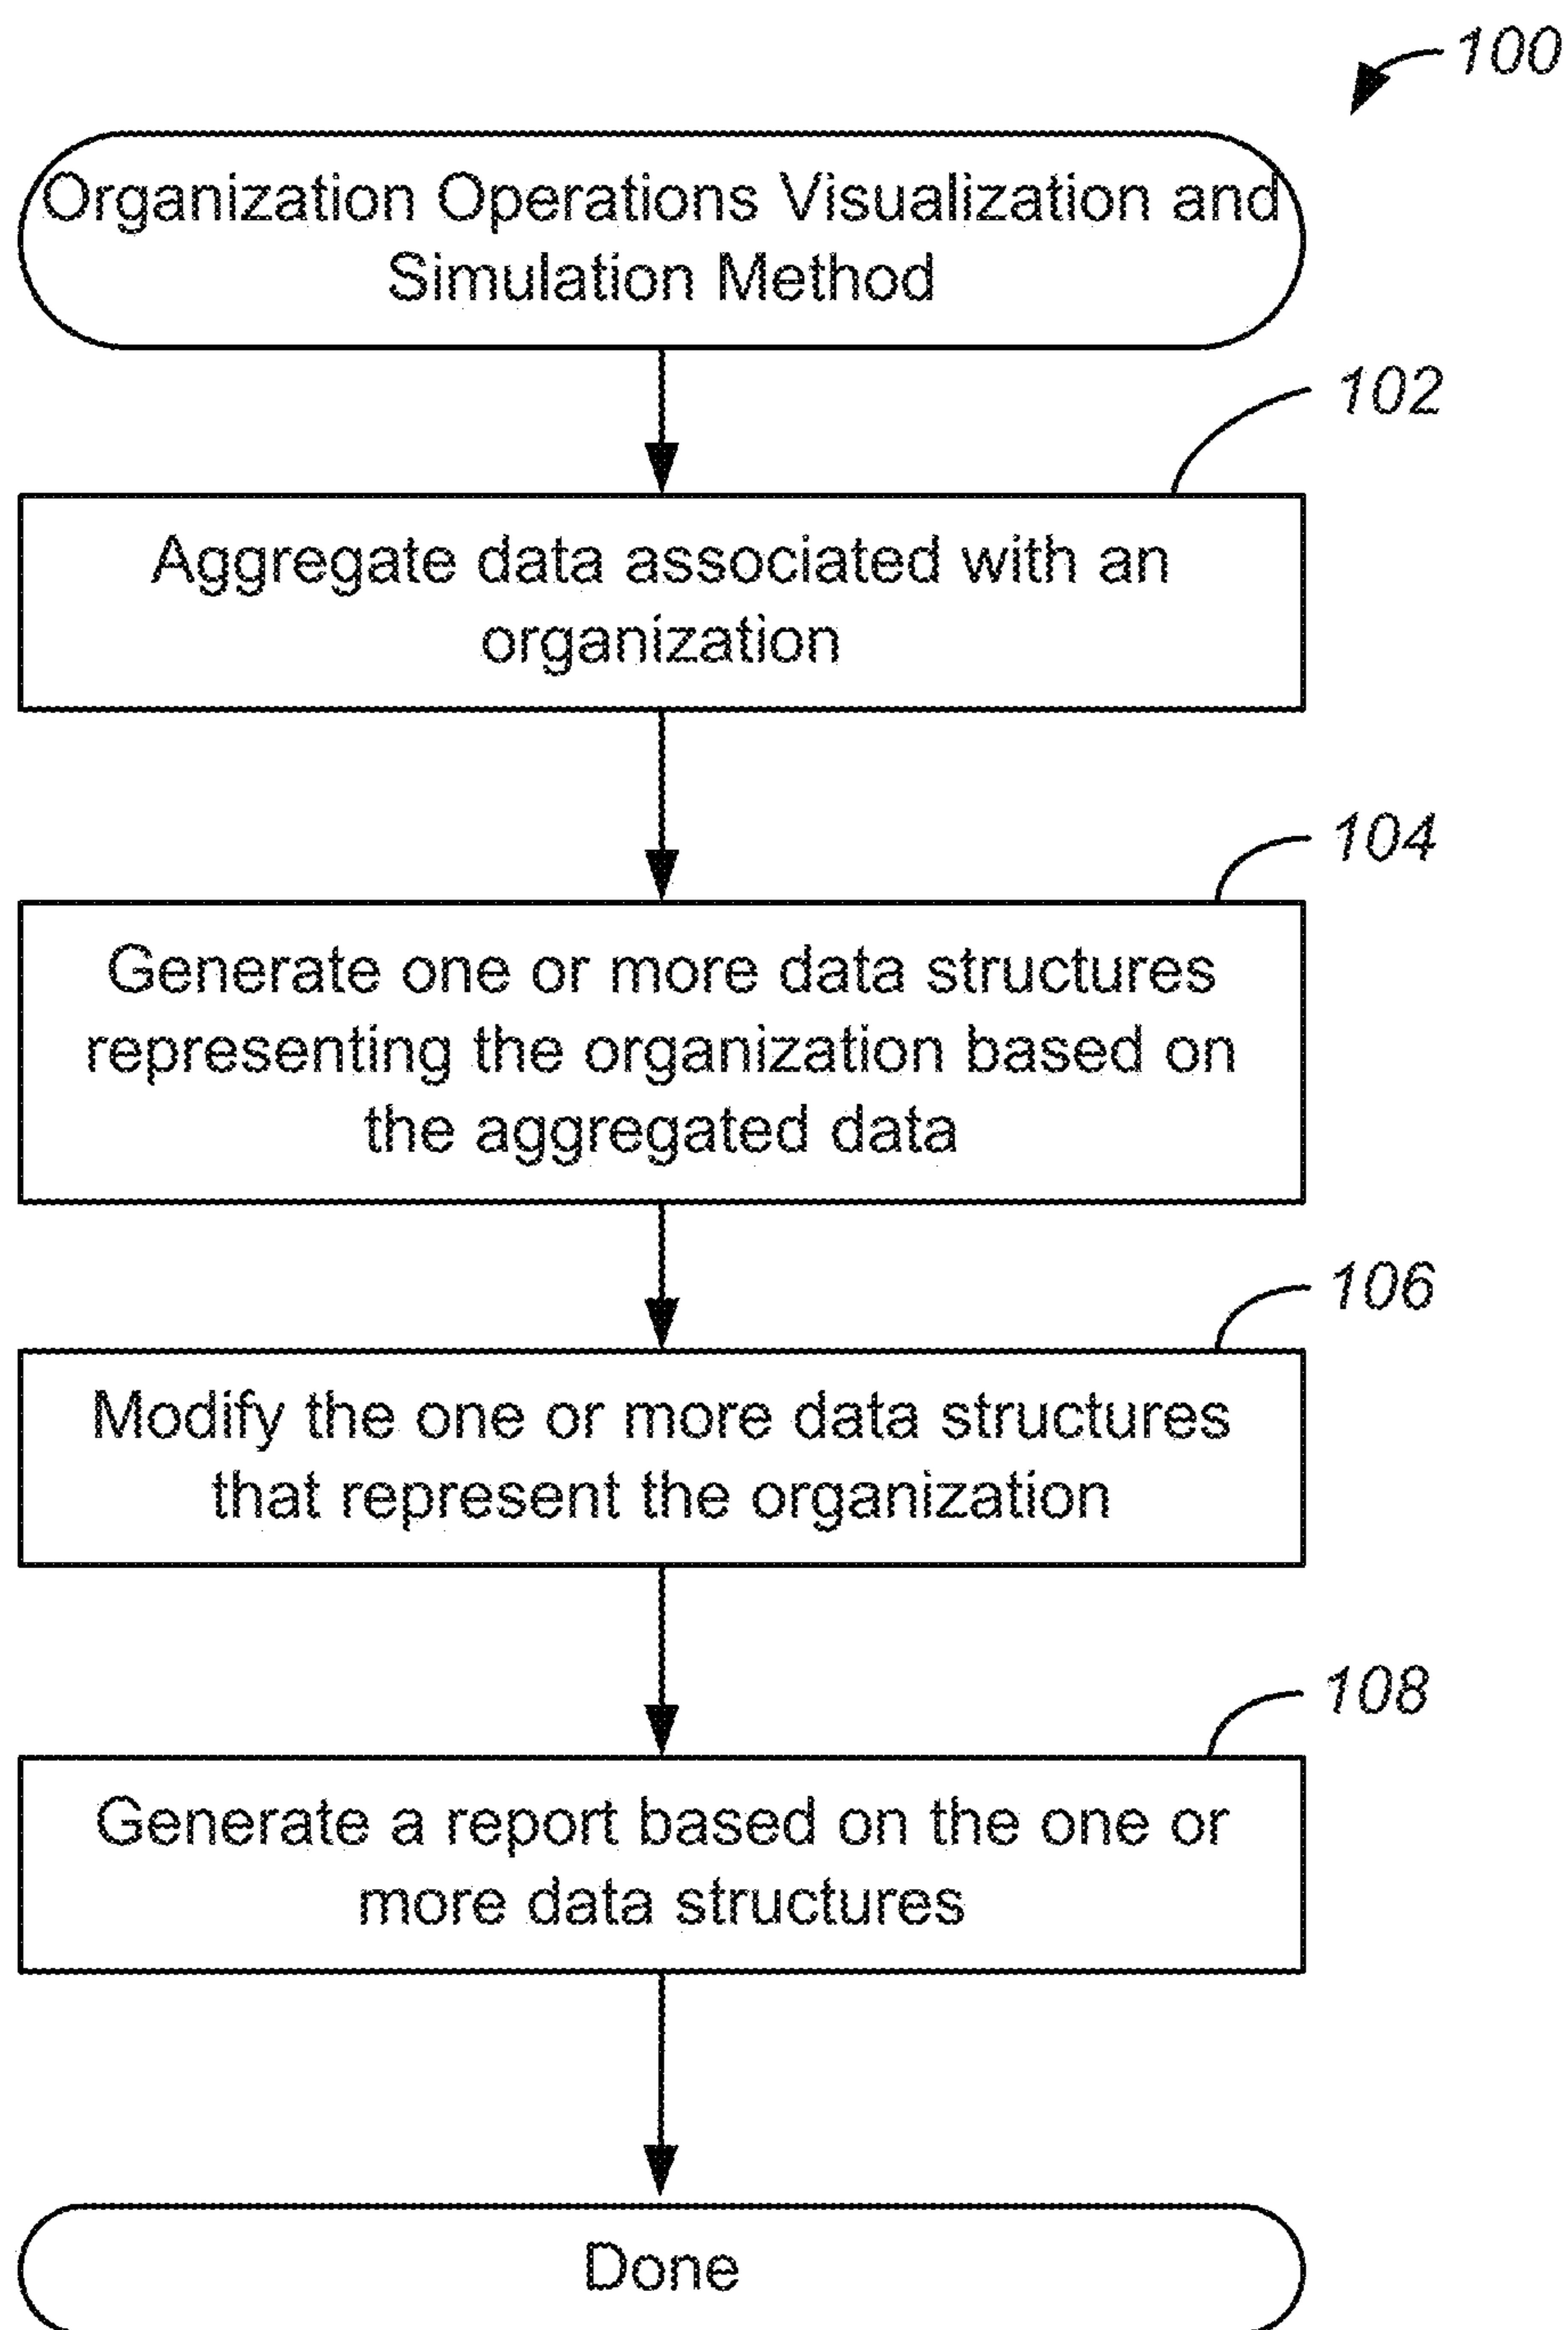 100
Organization Operations Visualization and
Simulation Method
102
Aggregate data associated with an
organization
104
Generate one or more data structures
representing the organization based on
the aggregated data
106
Modify the one or more data structures
that represent the organization
108
Generate a report based on the one or
more data structures
Done